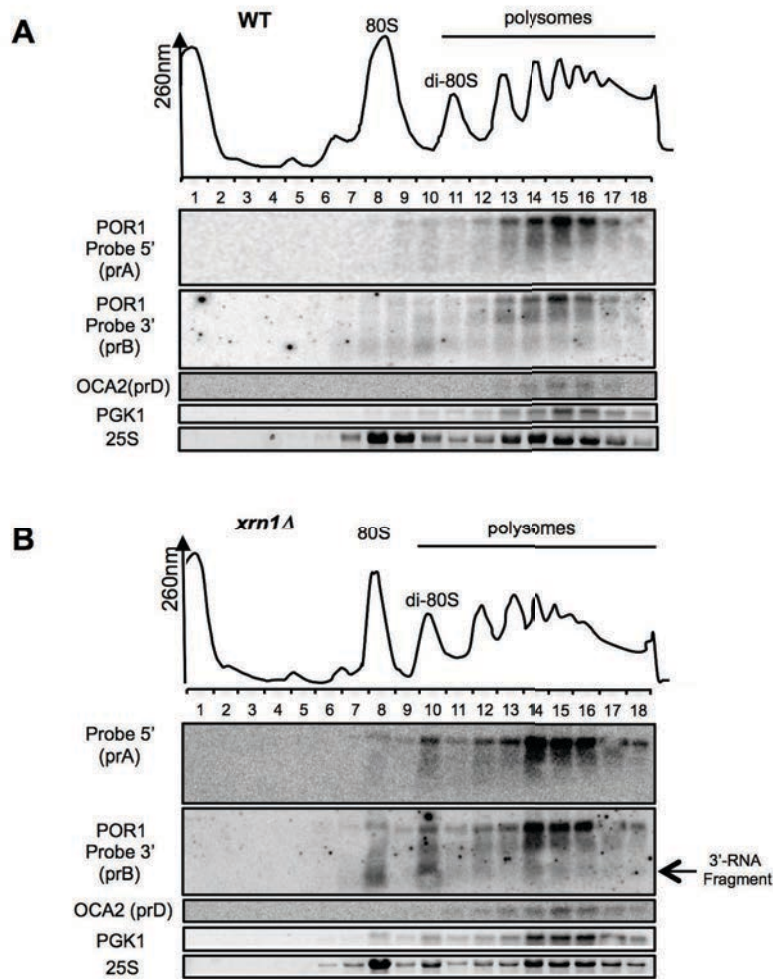 A
WT
80S
polysomes
di-80S
260nm
1 2 3 4 5 6 7 8 9 10 11 12 13 14 15 16 17 18
POR1
Probe 5'
(prA)
POR1
Probe 3'
(prB)
OCA2(prD)
PGK1
25S
B
xrn1Δ
80S
polysomes
di-80S
260nm
1 2 3 4 5 6 7 8 9 10 11 12 13 14 15 16 17 18
Probe 5'
(prA)
POR1
Probe 3'
(prB)
3'-RNA
Fragment
OCA2 (prD)
PGK1
25S